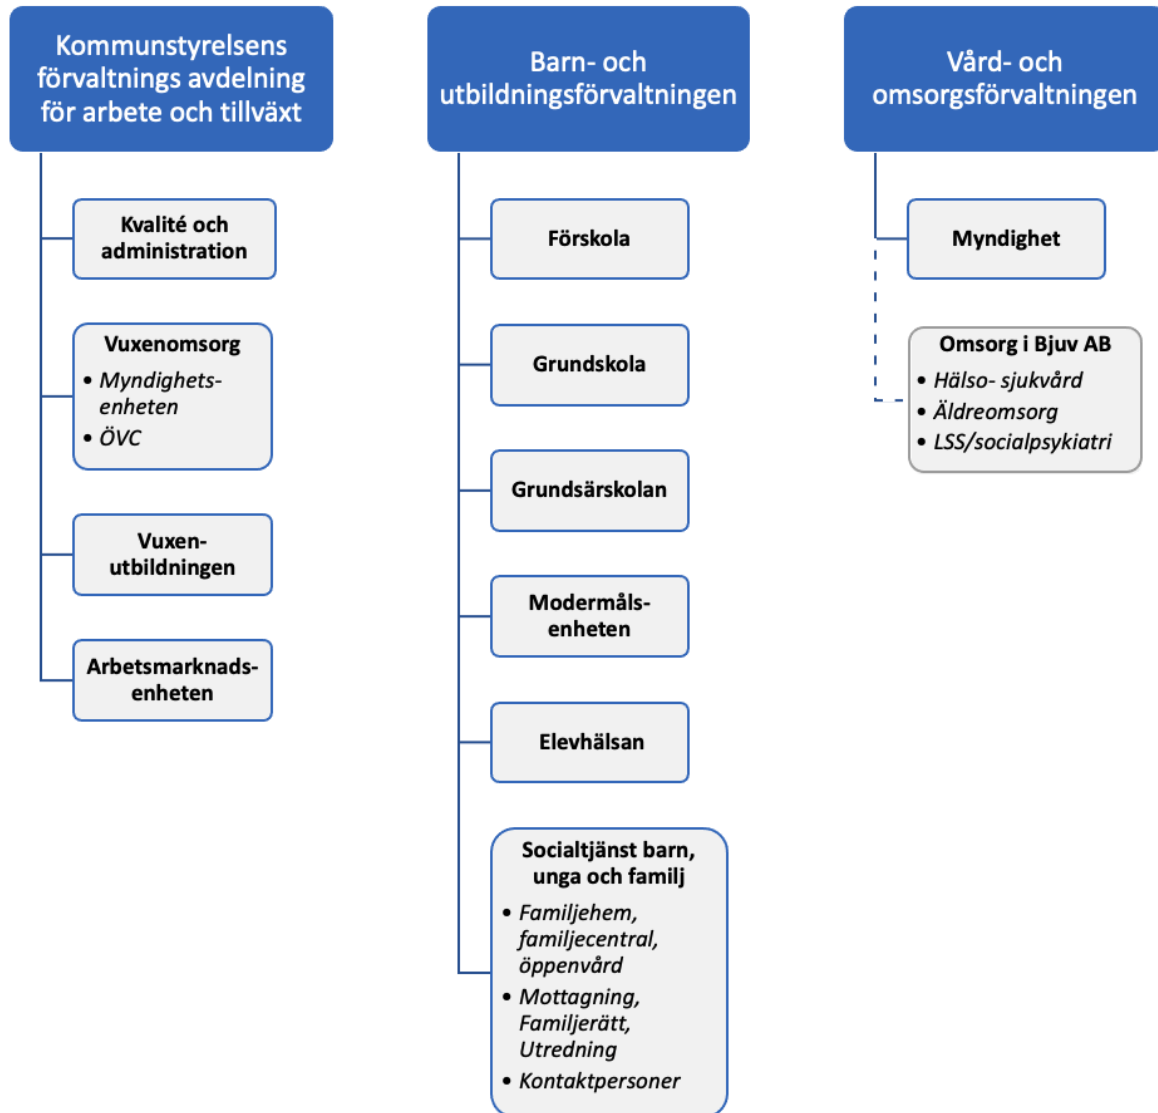 Kommunstyrelsens
förvaltnings avdelning
för arbete och tillväxt
Kvalité och
administration
Vuxenomsorg
• Myndighets-
enheten
• ÖVC
Vuxen-
utbildningen
Arbetsmarknads-
enheten
Barn- och
utbildningsförvaltningen
Förskola
Grundskola
Grundsärskolan
Modermåls-
enheten
Elevhälsan
Socialtjänst barn,
unga och familj
• Familjehem,
familjecentral,
öppenvård
• Mottagning,
Familjerätt,
Utredning
• Kontaktpersoner
Vård- och
omsorgsförvaltningen
Myndighet
Omsorg i Bjuv AB
• Hälso- sjukvård
• Äldreomsorg
• LSS/socialpsykiatri